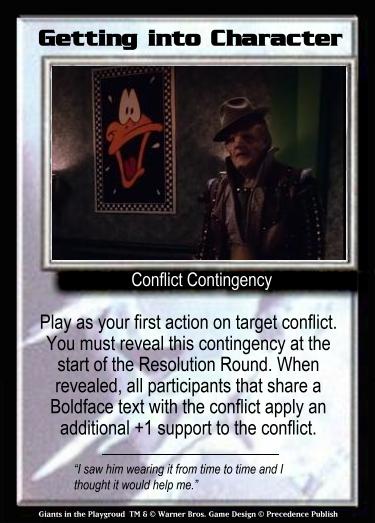 Getting into Character
Conflict Contingency
Play as your first action on target conflict.
You must reveal this contingency at the
start of the Resolution Round. When
revealed, all participants that share a
Boldface text with the conflict apply an
additional +1 support to the conflict.
“I saw him wearing it from time to time and I
thought it would help me.”
Giants in the Playgroud TM & © Warner Bros. Game Design © Precedence Publish